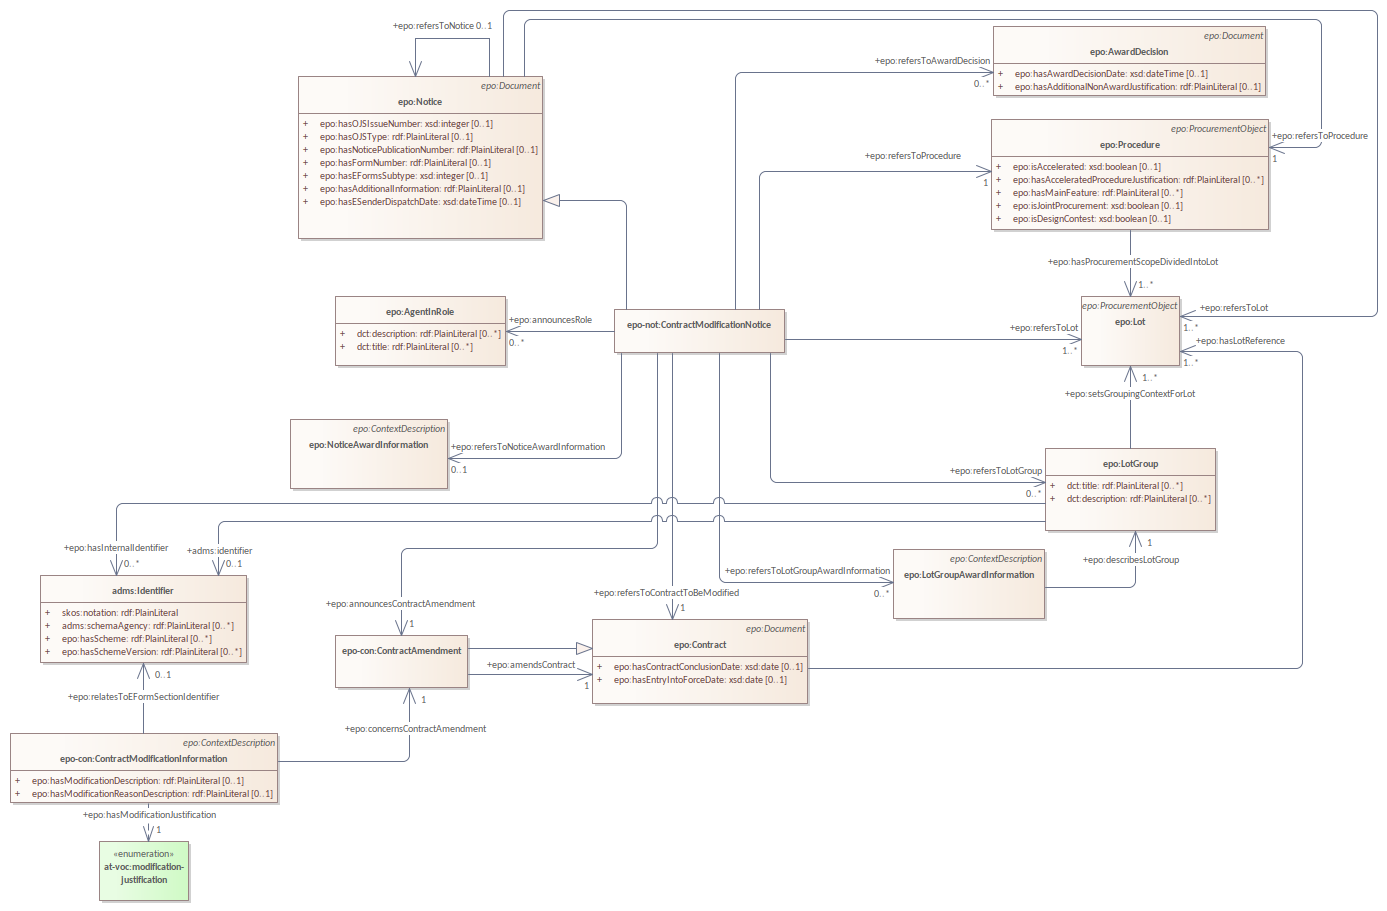 +epo:refersToNotice 0..1
epo:Document
epo:Notice
+ epo:hasOJSIssueNumber: xsd:integer [0..1]
+ epo:hasOJSType: rdf:PlainLiteral [0..1]
+ epo:hasNoticePublicationNumber: rdf:PlainLiteral [0..1]
+ epo:hasFormNumber: rdf:PlainLiteral [0..1]
+ epo:hasEFormsSubtype: xsd:integer [0..1]
+ epo:hasAdditionalInformation: rdf:PlainLiteral [0..1]
+ epo:hasESenderDispatchDate: xsd:dateTime [0..1]
epo:Document
epo:AwardDecision
+ epo:hasAwardDecisionDate: xsd:dateTime [0..1]
+ epo:hasAdditionalNonAwardJustification: rdf:PlainLiteral [0..1]
+epo:refersToAwardDecision
0..*
epo:ProcurementObject
epo:Procedure
+ epo:isAccelerated: xsd:boolean [0..1]
+ epo:hasAcceleratedProcedureJustification: rdf:PlainLiteral [0..*]
+ epo:hasMainFeature: rdf:PlainLiteral [0..*]
+ epo:isJointProcurement: xsd:boolean [0..1]
+ epo:isDesignContest: xsd:boolean [0..1]
+epo:refersToProcedure
1
+epo:refersToProcedure
1
+epo:hasProcurementScopeDividedIntoLot
1..*
epo:AgentInRole
+ dct:description: rdf:PlainLiteral [0..*]
+ dct:title: rdf:PlainLiteral [0..*]
+epo:announcesRole
0..*
epo-not:ContractModificationNotice
+epo:refersToLot
1..*
epo:ProcurementObject
epo:Lot
+epo:refersToLot
1..*
+epo:hasLotReference
1..*
1..*
+epo:setsGroupingContextForLot
epo:ContextDescription
epo:NoticeAwardInformation
+epo:refersToNoticeAwardInformation
0..1
+epo:refersToLotGroup
0..*
epo:LotGroup
+ dct:title: rdf:PlainLiteral [0..*]
+ dct:description: rdf:PlainLiteral [0..*]
+epo:hasInternalIdentifier
0..*
+adms:identifier
0..1
1
+epo:describesLotGroup
epo:ContextDescription
epo:LotGroupAwardInformation
+epo:refersToLotGroupAwardInformation
0..*
adms:Identifier
+ skos:notation: rdf:PlainLiteral
+ adms:schemaAgency: rdf:PlainLiteral [0..*]
+ epo:hasScheme: rdf:PlainLiteral [0..*]
+ epo:hasSchemeVersion: rdf:PlainLiteral [0..*]
+epo:announcesContractAmendment
1
+epo:refersToContractToBeModified
1
epo-con:ContractAmendment
epo:Document
epo:Contract
+ epo:hasContractConclusionDate: xsd:date [0..1]
+ epo:hasEntryIntoForceDate: xsd:date [0..1]
+epo:amendsContract
1
0..1
+epo:relatesToEFormSectionIdentifier
1
+epo:concernsContractAmendment
epo:ContextDescription
epo-con:ContractModificationInformation
+ epo:hasModificationDescription: rdf:PlainLiteral [0..1]
+ epo:hasModificationReasonDescription: rdf:PlainLiteral [0..1]
+epo:hasModificationJustification
1
«enumeration»
at-voc:modification-
justification